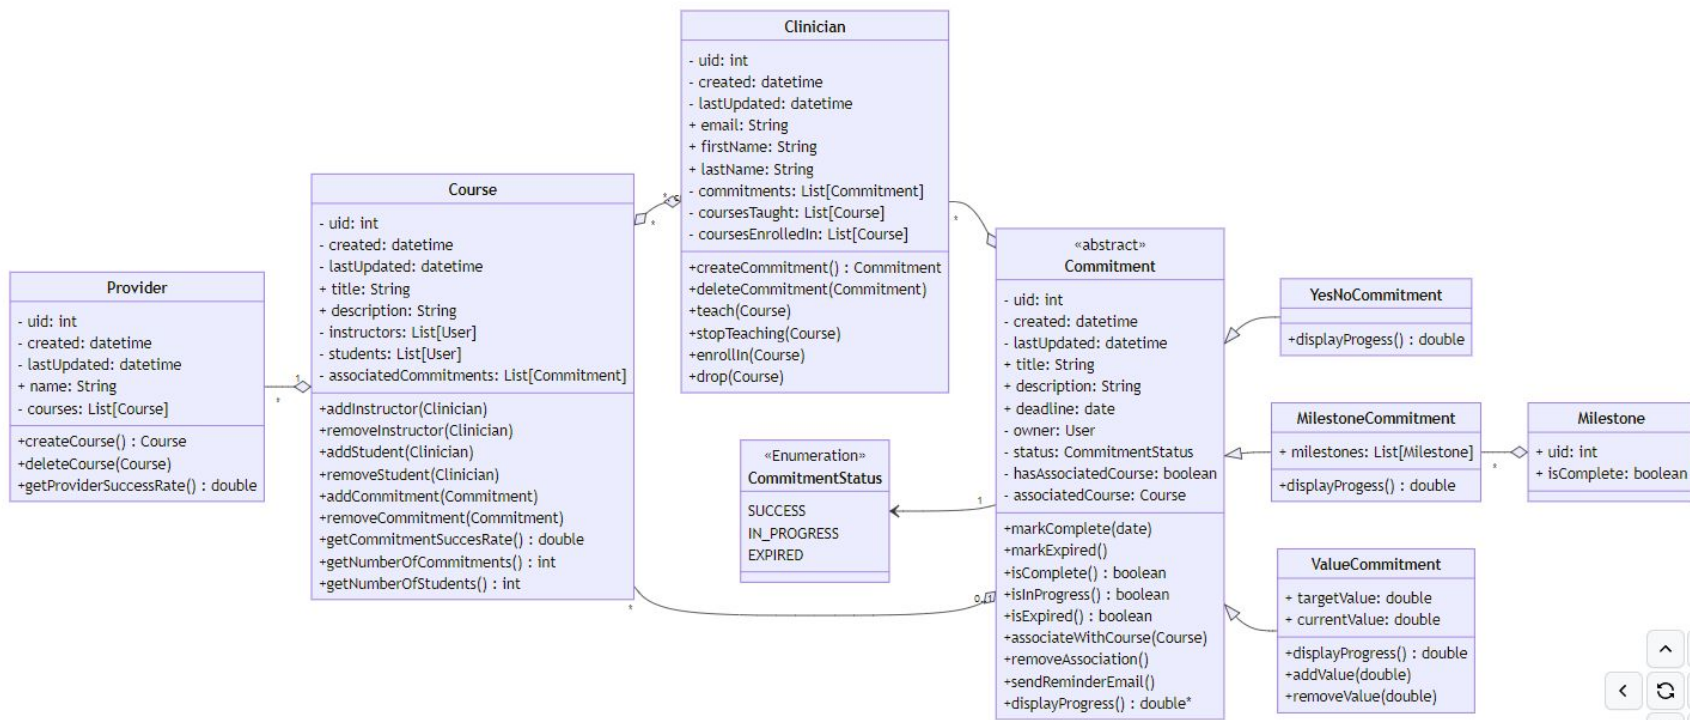 Provider
- uid: int
- created: datetime
- lastUpdated: datetime
+ name: String
- courses: List[Course]
+createCourse() : Course
+deleteCourse(Course)
+getProviderSuccessRate() : double
1
*
Course
- uid: int
- created: datetime
- lastUpdated: datetime
+ title: String
+ description: String
- instructors: List[User]
- students: List[User]
- associatedCommitments: List[Commitment]
+addInstructor(Clinician)
+removeInstructor(Clinician)
+addStudent(Clinician)
+removeStudent(Clinician)
+addCommitment(Commitment)
+removeCommitment(Commitment)
+getCommitmentSuccesRate() : double
+getNumberOfCommitments() : int
+getNumberOfStudents() : int
*
*
Clinician
- uid: int
- created: datetime
- lastUpdated: datetime
+ email: String
+ firstName: String
+ lastName: String
- commitments: List[Commitment]
- coursesTaught: List[Course]
- coursesEnrolledIn: List[Course]
+createCommitment() : Commitment
+deleteCommitment(Commitment)
+teach(Course)
+stopTeaching(Course)
+enrollIn(Course)
+drop(Course)
*
«Enumeration»
CommitmentStatus
SUCCESS
IN_PROGRESS
EXPIRED
1
*
«abstract»
Commitment
- uid: int
- created: datetime
- lastUpdated: datetime
+ title: String
+ description: String
+ deadline: date
- owner: User
- status: CommitmentStatus
- hasAssociatedCourse: boolean
- associatedCourse: Course
+markComplete(date)
+markExpired()
+isComplete() : boolean
+isInProgress() : boolean
+isExpired() : boolean
+associateWithCourse(Course)
+removeAssociation()
+sendReminderEmail()
+displayProgress() : double*
YesNoCommitment
+displayProgess() : double
MilestoneCommitment
+ milestones: List[Milestone]
+displayProgess() : double
*
Milestone
+ uid: int
+ isComplete: boolean
ValueCommitment
+ targetValue: double
+ currentValue: double
+displayProgress() : double
+addValue(double)
+removeValue(double)